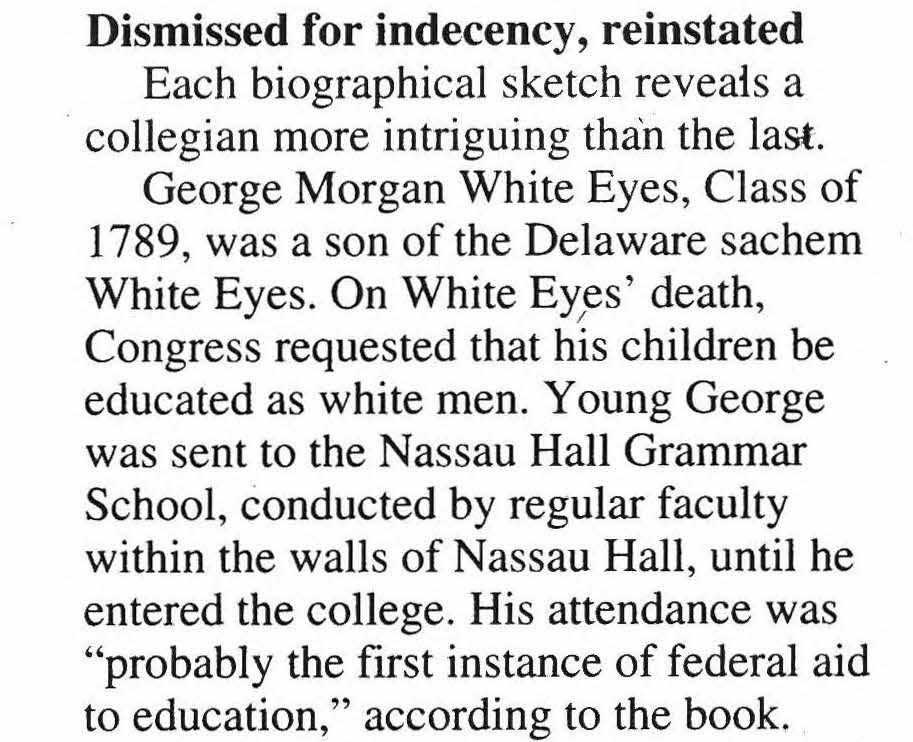 Dismissed for indecency, reinstated
Each biographical sketch reveals a
collegian more intriguing than the last.
George Morgan White Eyes, Class of
1789, was a son of the Delaware sachem
White Eyes. On White Eyes’ death,
Congress requested that his children be
educated as white men. Young George
was sent to the Nassau Hall Grammar
School, conducted by regular faculty
within the walls of Nassau Hall, until he
entered the college. His attendance was
“probably the first instance of federal aid
to education,” according to the book.